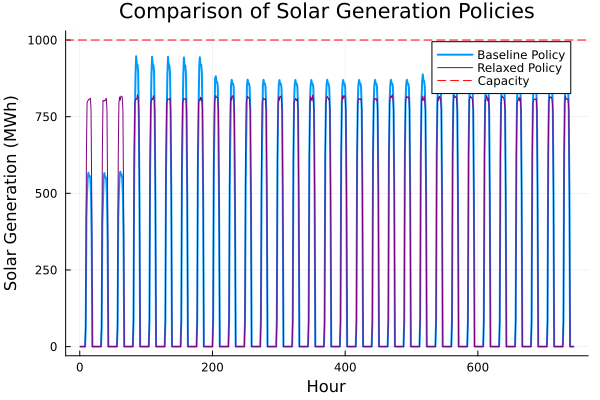 Comparison of Solar Generation Policies
Solar Generation (MWh)
1000
750
500
250
0
Baseline Policy
Relaxed Policy
Capacity
0
200
400
600
Hour